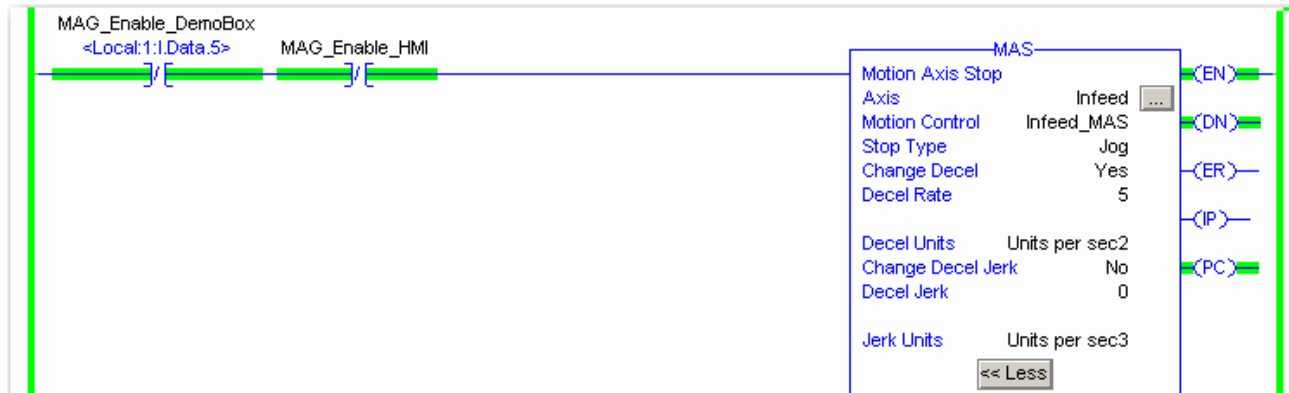 MAG_Enable_DemoBox
<Local:1:I.Data.5> MAG_Enable_HMI
MAS
Motion Axis Stop
(EN)
Axis Infeed ...
Motion Control Infeed_MAS
(DN)
Stop Type Jog
Change Decel Yes
(ER)
Decel Rate 5
(IP)
Decel Units Units per sec2
Change Decel Jerk No
(PC)
Decel Jerk 0
Jerk Units Units per sec3
<< Less